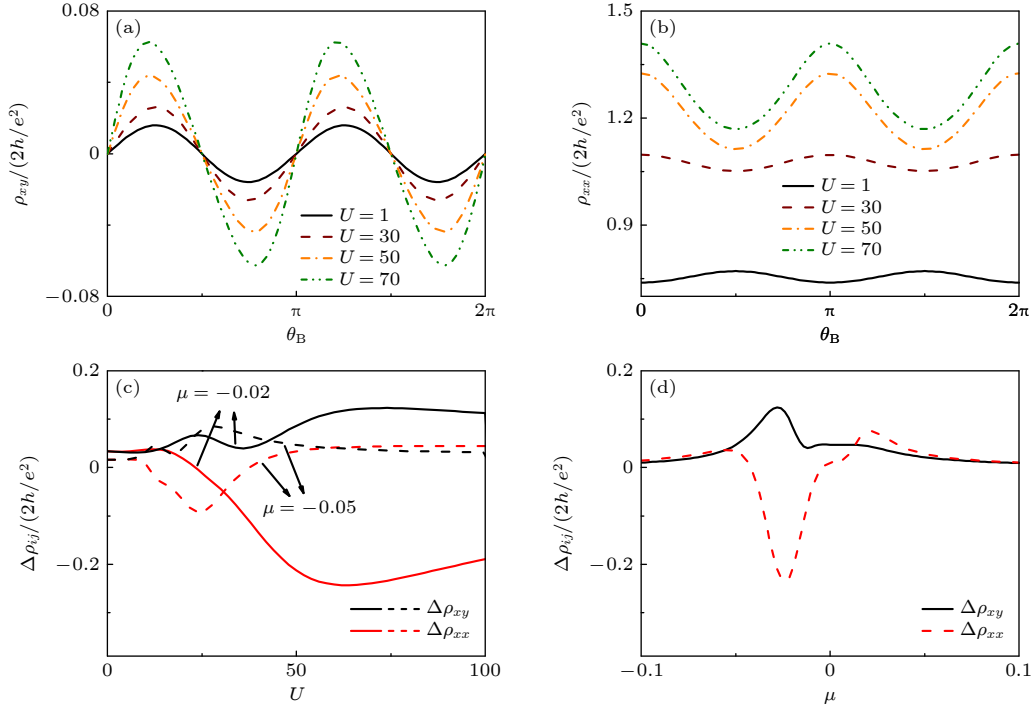 (a)
0.08
0
−0.08
ρxy/(2h/e²)
U = 1
U = 30
U = 50
U = 70
0 π 2π
θB
(b)
1.5
1.2
0.9
ρxx/(2h/e²)
U = 1
U = 30
U = 50
U = 70
0 π 2π
θB
(c)
0.2
0
−0.2
Δρij/(2h/e²)
μ = −0.02
μ = −0.05
Δρxy
Δρxx
0 50 100
U
(d)
0.2
0
−0.2
Δρij/(2h/e²)
Δρxy
Δρxx
−0.1 0 0.1
μ